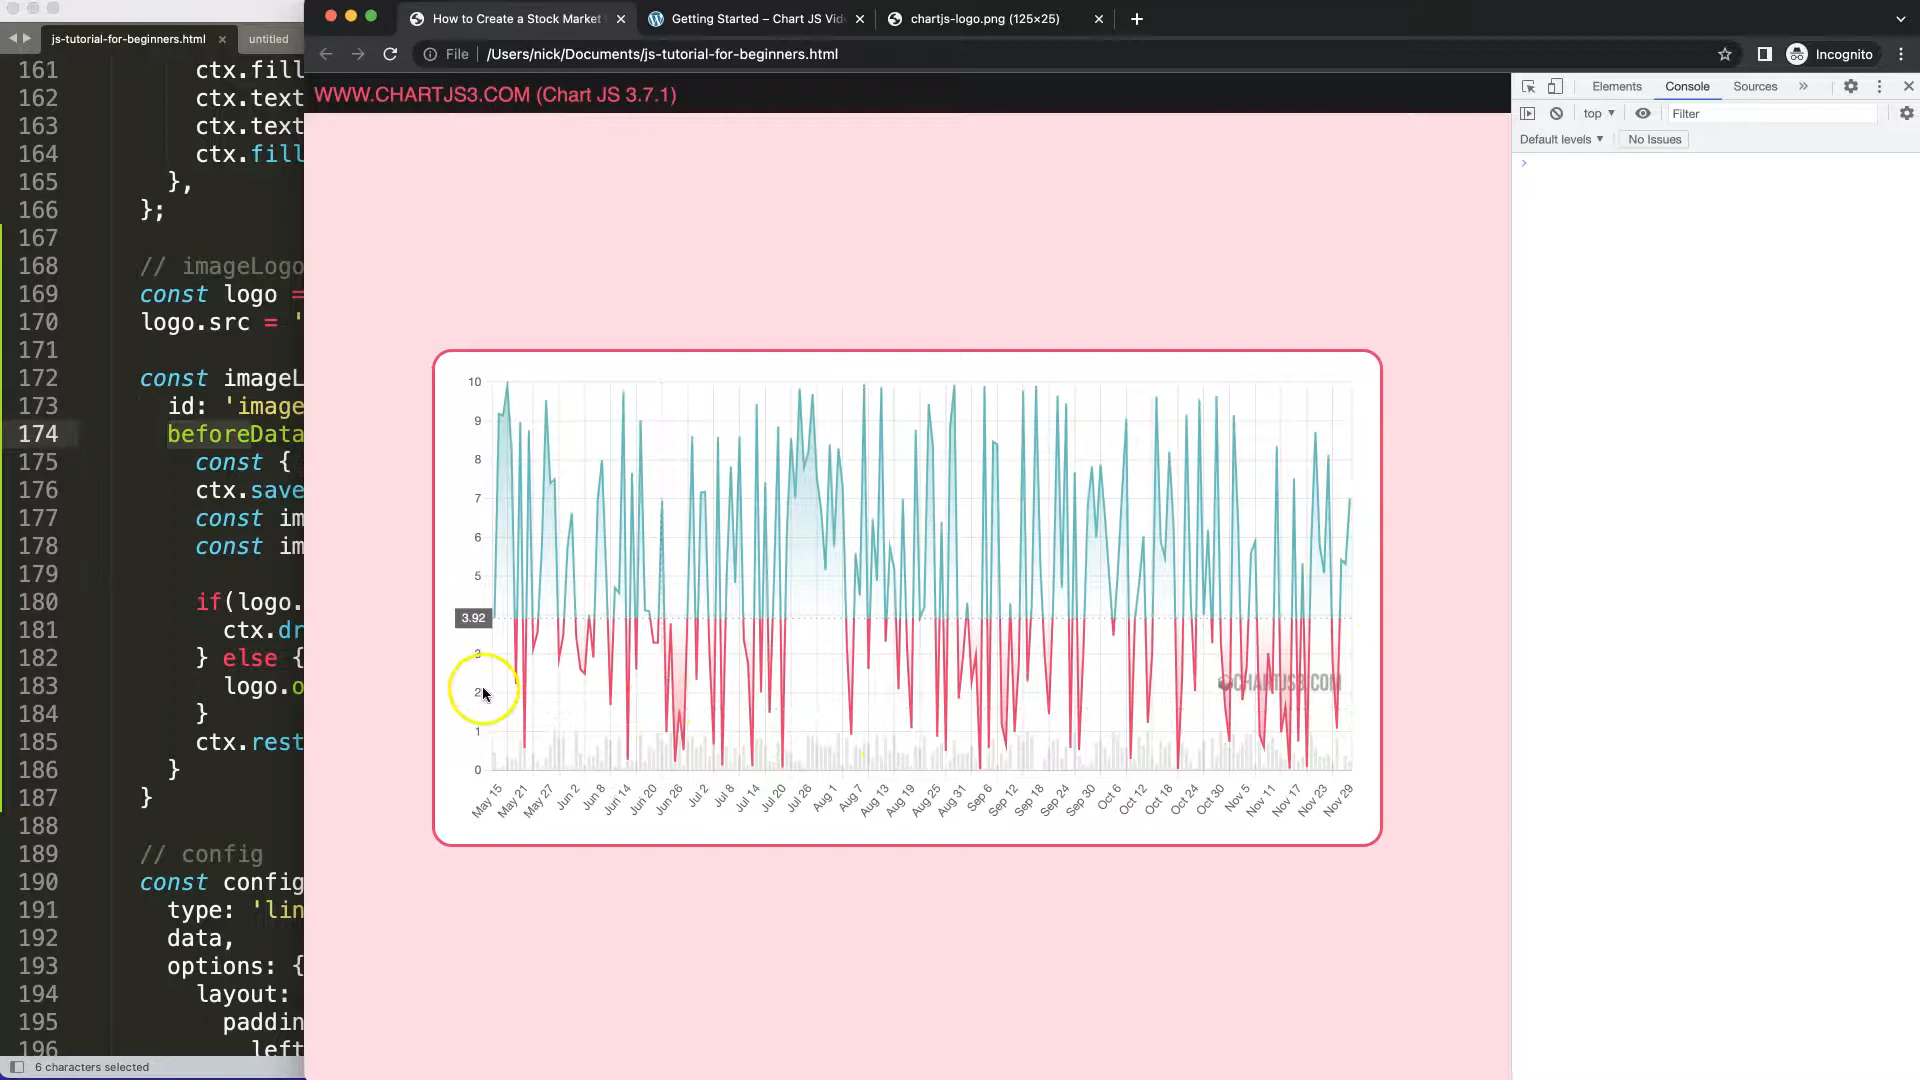 js-tutorial-for-beginners.html
untitled
161 ctx.fill
162 ctx.text
163 ctx.text
164 ctx.fill
165 },
166 };
167
168 // imageLogo
169 const logo =
170 logo.src = '
171
172 const imageL
173 id: 'image
174 beforeData
175 const {
176 ctx.save
177 const im
178 const im
179
180 if(logo.
181 ctx.dr
182 } else {
183 logo.o
184 }
185 ctx.rest
186 }
187 }
188
189 // config
190 const config
191 type: 'lin
192 data,
193 options: {
194 layout:
195 paddin
196 left
6 characters selected
How to Create a Stock Market
Getting Started – Chart JS Vid
chartjs-logo.png (125×25)
File
/Users/nick/Documents/js-tutorial-for-beginners.html
Incognito
WWW.CHARTJS3.COM (Chart JS 3.7.1)
10
9
8
7
6
5
3.92
3
2
1
0
CHARTJS3.COM
May 15
May 21
May 27
Jun 2
Jun 8
Jun 14
Jun 20
Jun 26
Jul 2
Jul 8
Jul 14
Jul 20
Jul 26
Aug 1
Aug 7
Aug 13
Aug 19
Aug 25
Aug 31
Sep 6
Sep 12
Sep 18
Sep 24
Sep 30
Oct 6
Oct 12
Oct 18
Oct 24
Oct 30
Nov 5
Nov 11
Nov 17
Nov 23
Nov 29
Elements Console Sources
top
Filter
Default levels
No Issues